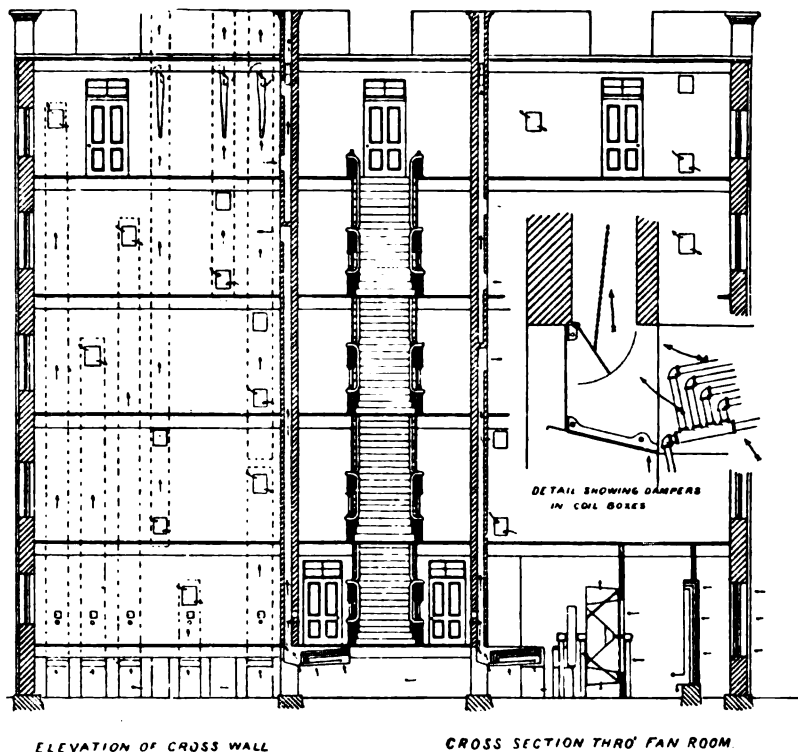 DETAIL SHOWING DAMPERS
IN COIL BOXES
ELEVATION OF CROSS WALL
CROSS SECTION THRO' FAN ROOM.